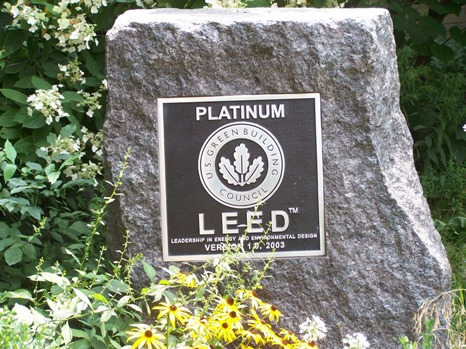 PLATINUM
U.S. GREEN BUILDING
COUNCIL
LEED™
LEADERSHIP IN ENERGY AND ENVIRONMENTAL DESIGN
VERSION 1.0, 2003